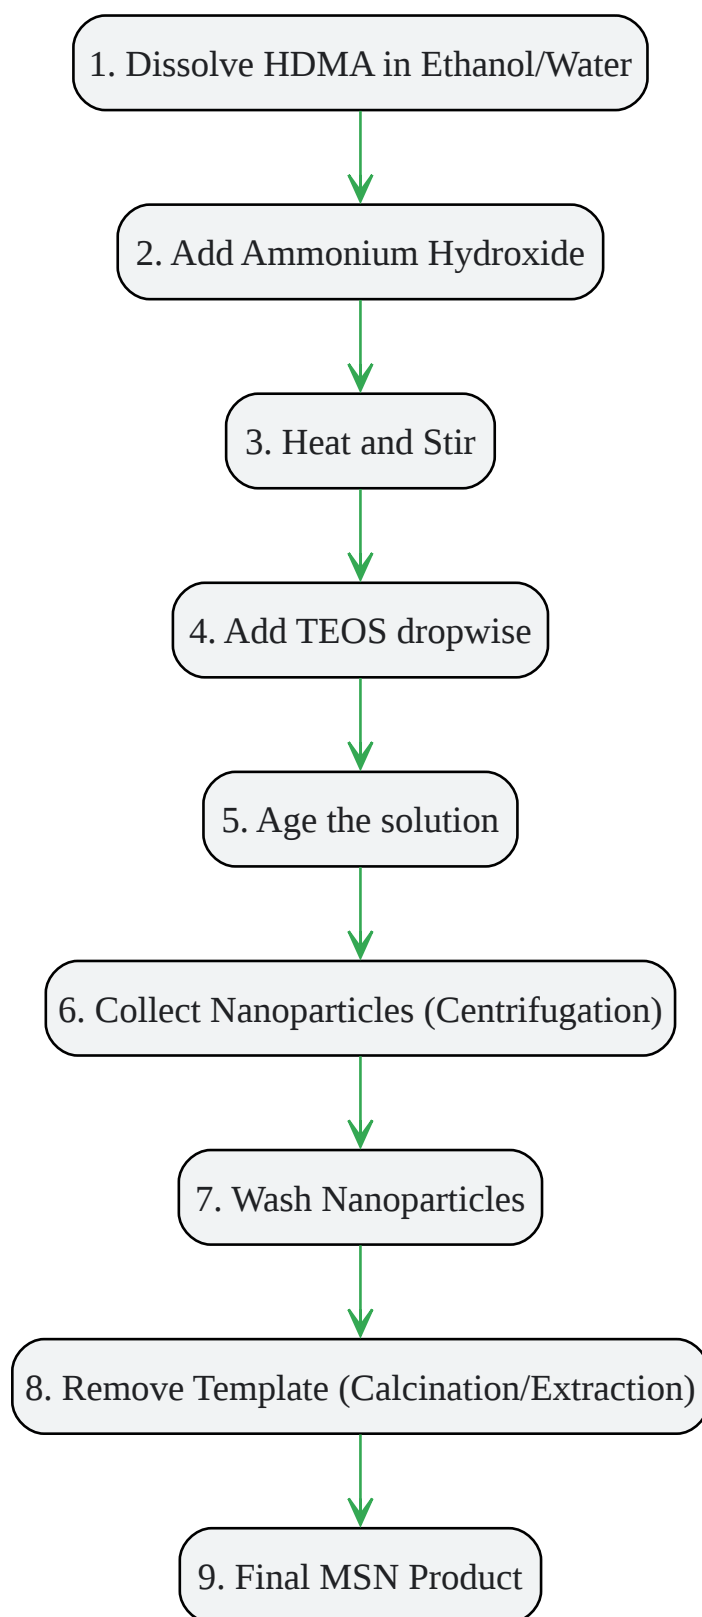 1. Dissolve HDMA in Ethanol/Water
2. Add Ammonium Hydroxide
3. Heat and Stir
4. Add TEOS dropwise
5. Age the solution
6. Collect Nanoparticles (Centrifugation)
7. Wash Nanoparticles
8. Remove Template (Calcination/Extraction)
9. Final MSN Product